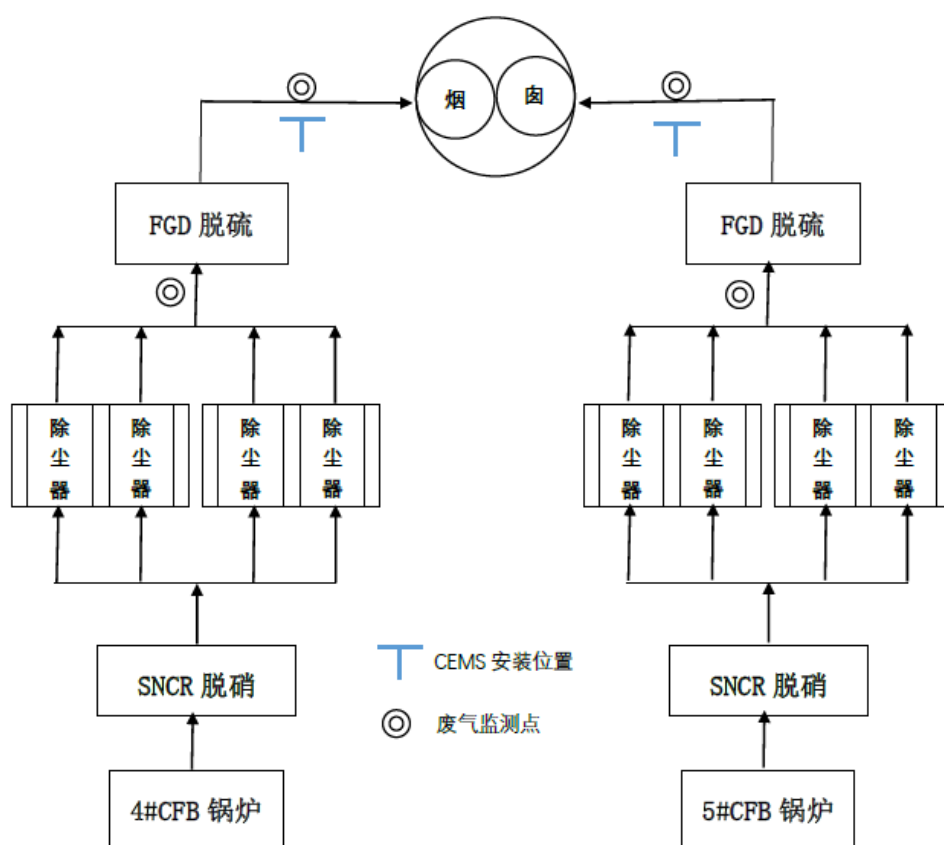 烟 囱
FGD 脱硫
FGD 脱硫
除尘器
除尘器
除尘器
除尘器
除尘器
除尘器
除尘器
除尘器
SNCR 脱硝
CEMS 安装位置
废气监测点
SNCR 脱硝
4#CFB 锅炉
5#CFB 锅炉